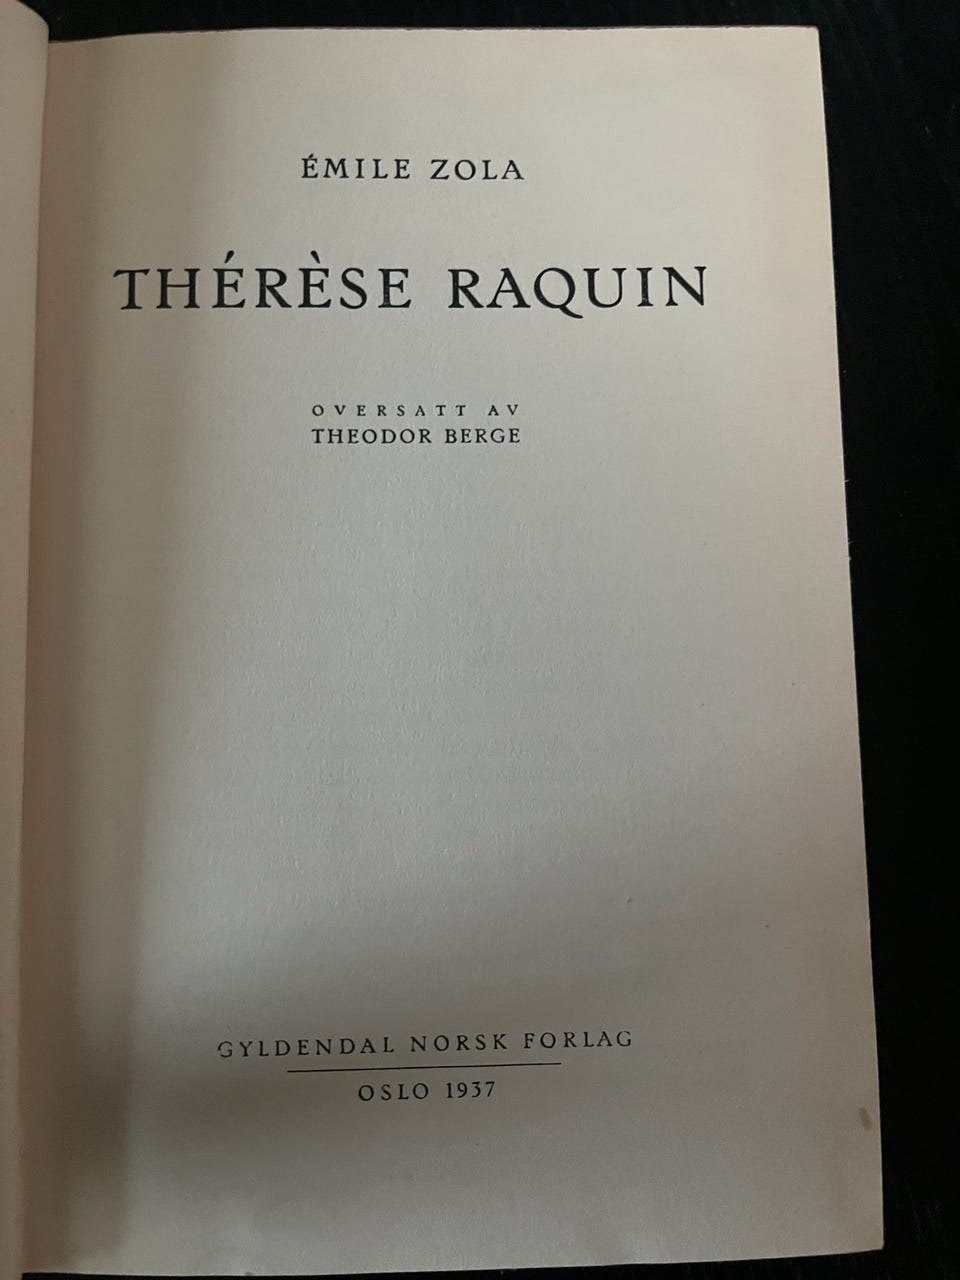 ÉMILE ZOLA
THÉRÈSE RAQUIN
OVERSATT AV
THEODOR BERGE
GYLDENDAL NORSK FORLAG
OSLO 1937